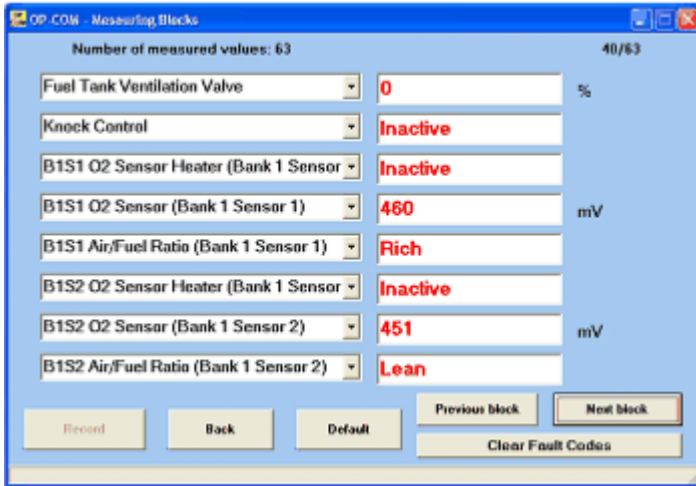 OP-COM - Measuring Blocks
Number of measured values: 63 40/63
Fuel Tank Ventilation Valve 0 %
Knock Control Inactive
B1S1 O2 Sensor Heater (Bank 1 Sensor Inactive
B1S1 O2 Sensor (Bank 1 Sensor 1) 460 mV
B1S1 Air/Fuel Ratio (Bank 1 Sensor 1) Rich
B1S2 O2 Sensor Heater (Bank 1 Sensor Inactive
B1S2 O2 Sensor (Bank 1 Sensor 2) 451 mV
B1S2 Air/Fuel Ratio (Bank 1 Sensor 2) Lean
Previous block Next block
Record Back Default
Clear Fault Codes